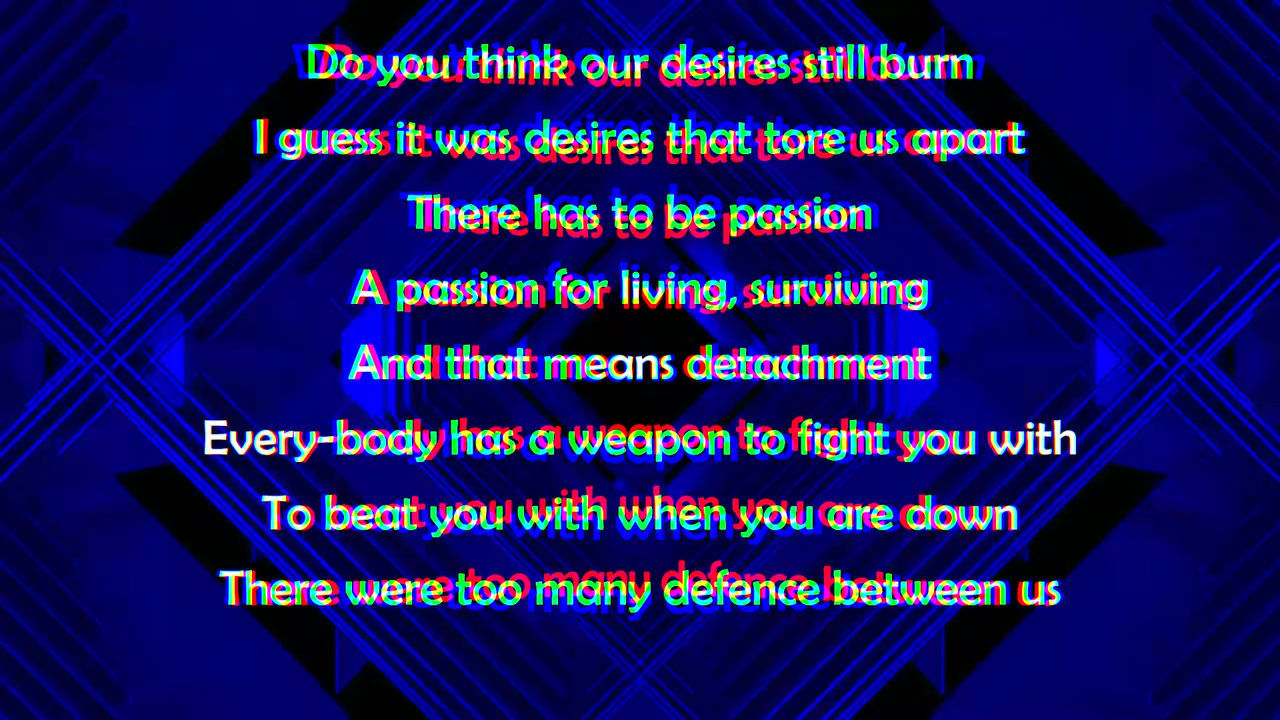 Do you think our desires still burn
I guess it was desires that tore us apart
There has to be passion
A passion for living, surviving
And that means detachment
Every-body has a weapon to fight you with
To beat you with when you are down
There were too many defence between us